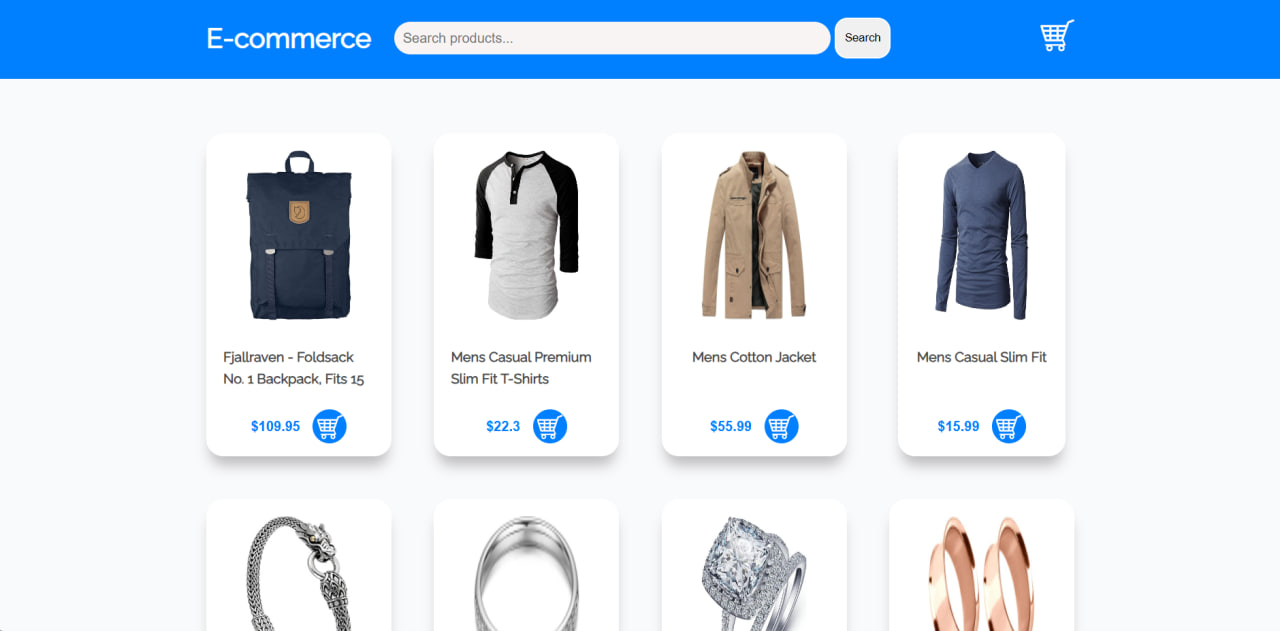 E-commerce
Search products...
Search
Fjallraven - Foldsack
No. 1 Backpack, Fits 15
$109.95
Mens Casual Premium
Slim Fit T-Shirts
$22.3
Mens Cotton Jacket
$55.99
Mens Casual Slim Fit
$15.99